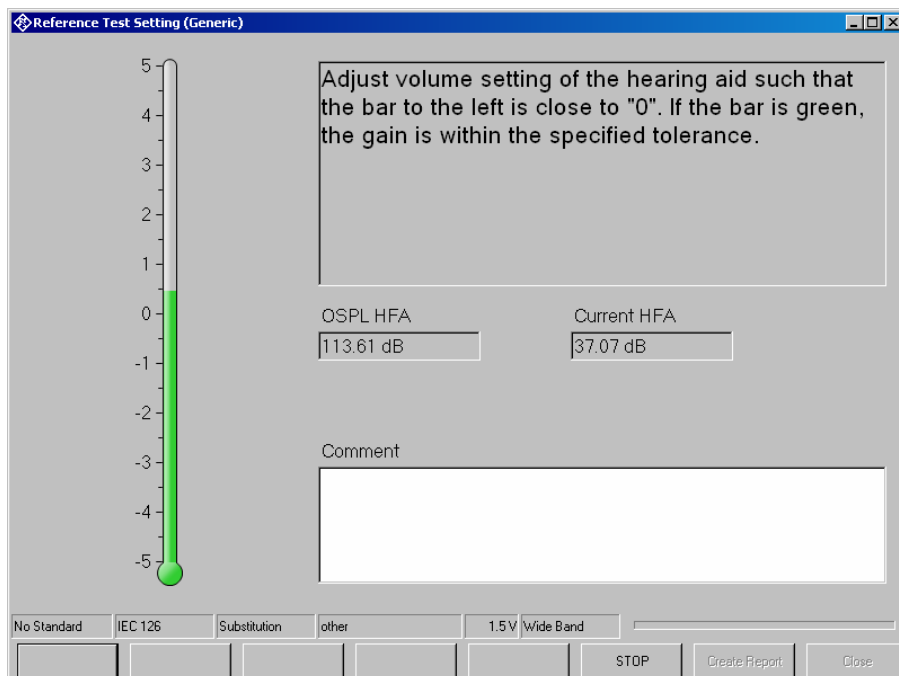 Reference Test Setting (Generic)
5
4
3
2
1
0
-1
-2
-3
-4
-5
Adjust volume setting of the hearing aid such that
the bar to the left is close to "0". If the bar is green,
the gain is within the specified tolerance.
OSPL HFA
Current HFA
113.61 dB
37.07 dB
Comment
No Standard
IEC 126
Substitution
other
1.5 V
Wide Band
STOP
Create Report
Close